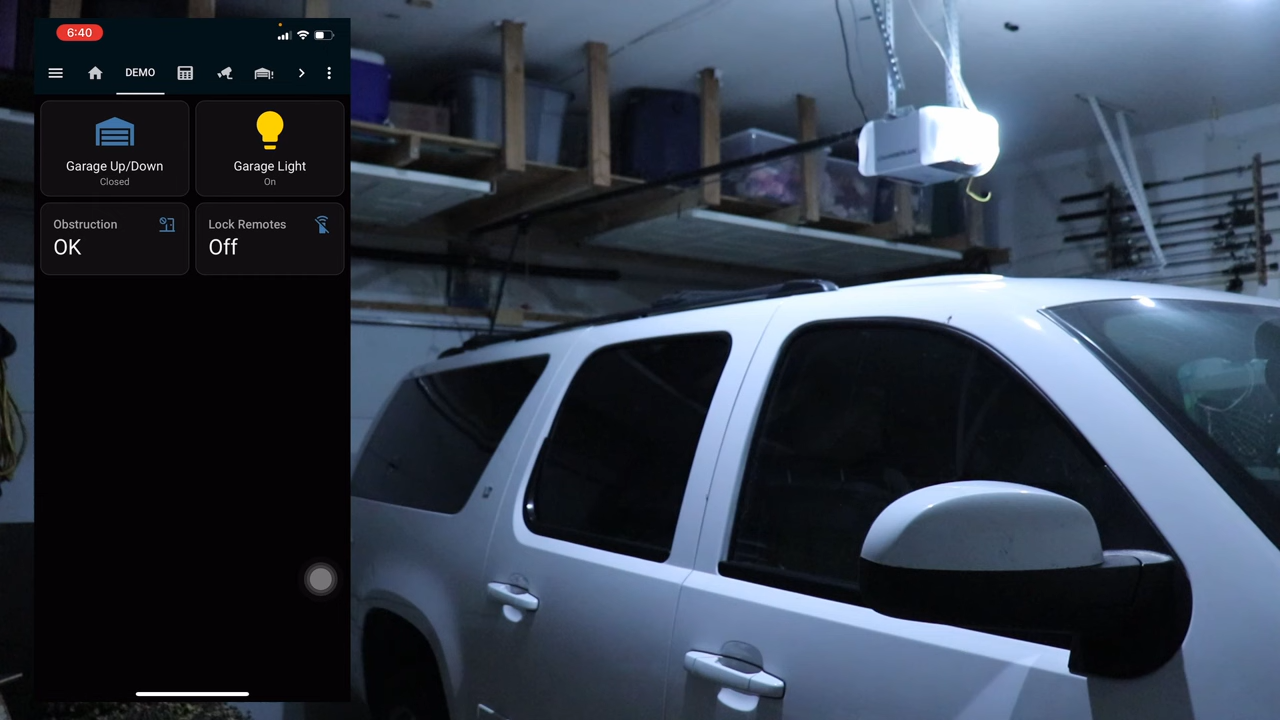 6:40
DEMO
Garage Up/Down
Closed
Garage Light
On
Obstruction
OK
Lock Remotes
Off